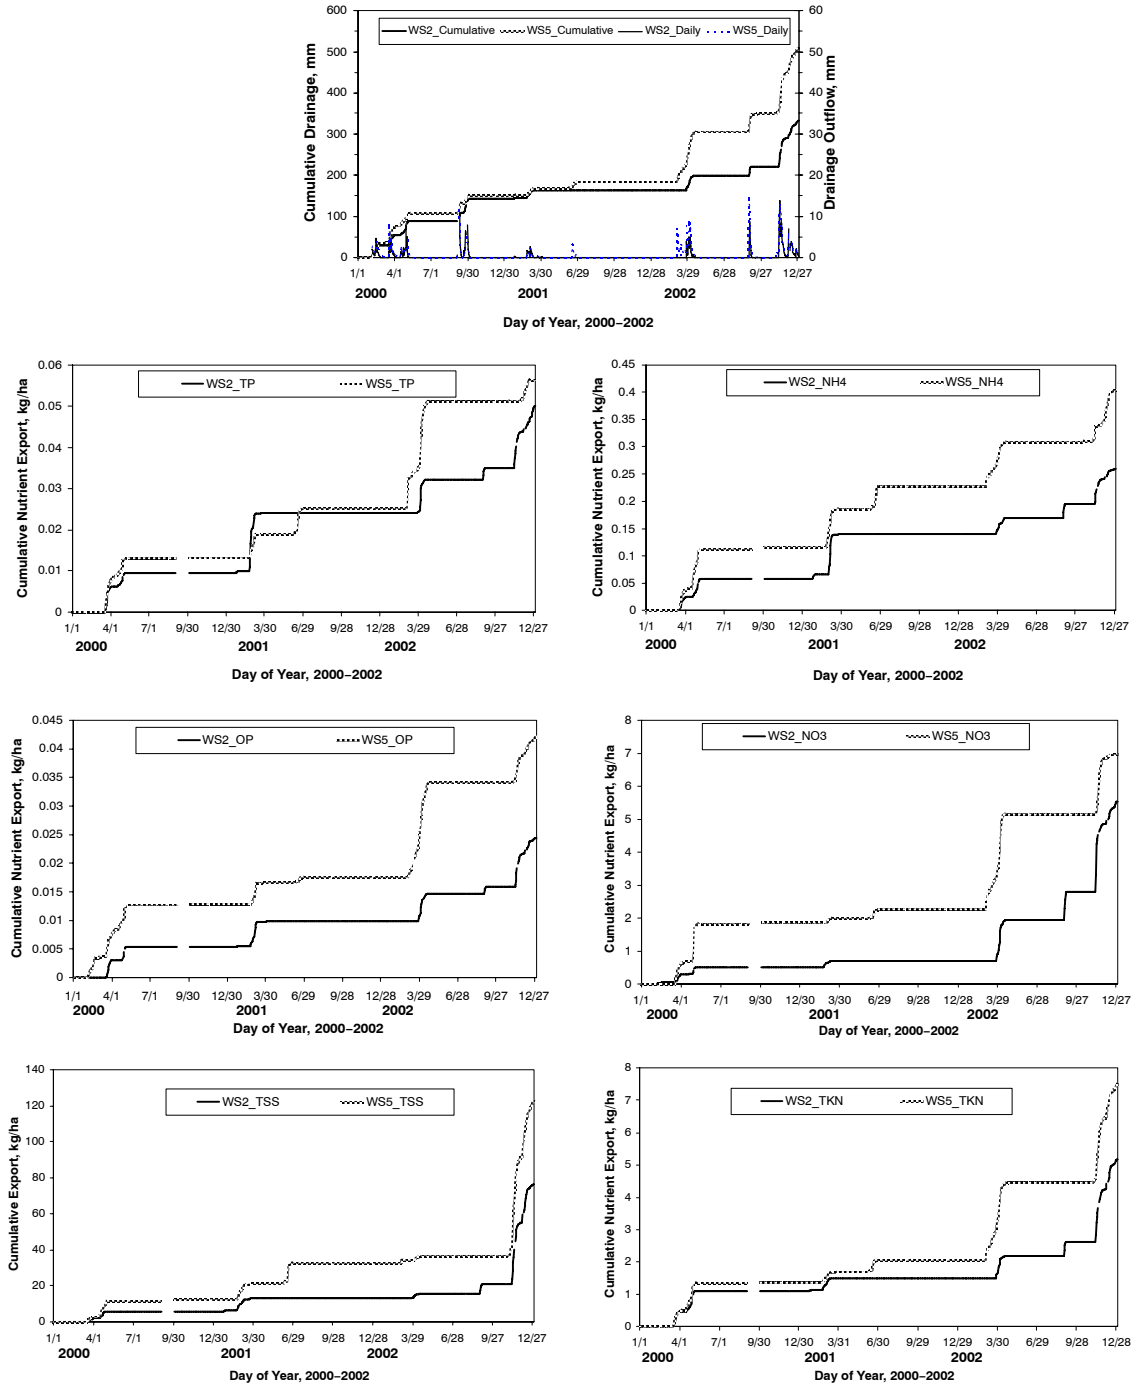 WS2_Cumulative WS5_Cumulative WS2_Daily WS5_Daily
Cumulative Drainage, mm
600
500
400
300
200
100
0
Drainage Outflow, mm
60
50
40
30
20
10
0
1/1 4/1 7/1 9/30 12/30 3/30 6/29 9/28 12/28 3/29 6/28 9/27 12/27
2000 2001 2002
Day of Year, 2000−2002
WS2_TP WS5_TP
Cumulative Nutrient Export, kg/ha
0.06
0.05
0.04
0.03
0.02
0.01
0
1/1 4/1 7/1 9/30 12/30 3/30 6/29 9/28 12/28 3/29 6/28 9/27 12/27
2000 2001 2002
Day of Year, 2000−2002
WS2_NH4 WS5_NH4
Cumulative Nutrient Export, kg/ha
0.45
0.4
0.35
0.3
0.25
0.2
0.15
0.1
0.05
0
1/1 4/1 7/1 9/30 12/30 3/30 6/29 9/28 12/28 3/29 6/28 9/27 12/27
2000 2001 2002
Day of Year, 2000−2002
WS2_OP WS5_OP
Cumulative Nutrient Export, kg/ha
0.045
0.04
0.035
0.03
0.025
0.02
0.015
0.01
0.005
0
1/1 4/1 7/1 9/30 12/30 3/30 6/29 9/28 12/28 3/29 6/28 9/27 12/27
2000 2001 2002
Day of Year, 2000−2002
WS2_NO3 WS5_NO3
Cumulative Nutrient Export, kg/ha
8
7
6
5
4
3
2
1
0
1/1 4/1 7/1 9/30 12/30 3/30 6/29 9/28 12/28 3/29 6/28 9/27 12/27
2000 2001 2002
Day of Year, 2000−2002
WS2_TSS WS5_TSS
Cumulative Export, kg/ha
140
120
100
80
60
40
20
0
1/1 4/1 7/1 9/30 12/30 3/30 6/29 9/28 12/28 3/29 6/28 9/27 12/27
2000 2001 2002
Day of Year, 2000−2002
WS2_TKN WS5_TKN
Cumulative Nutrient Export, kg/ha
8
7
6
5
4
3
2
1
0
1/1 4/1 7/1 9/30 12/30 3/31 6/30 9/29 12/29 3/30 6/29 9/28 12/28
2000 2001 2002
Day of Year, 2000−2002